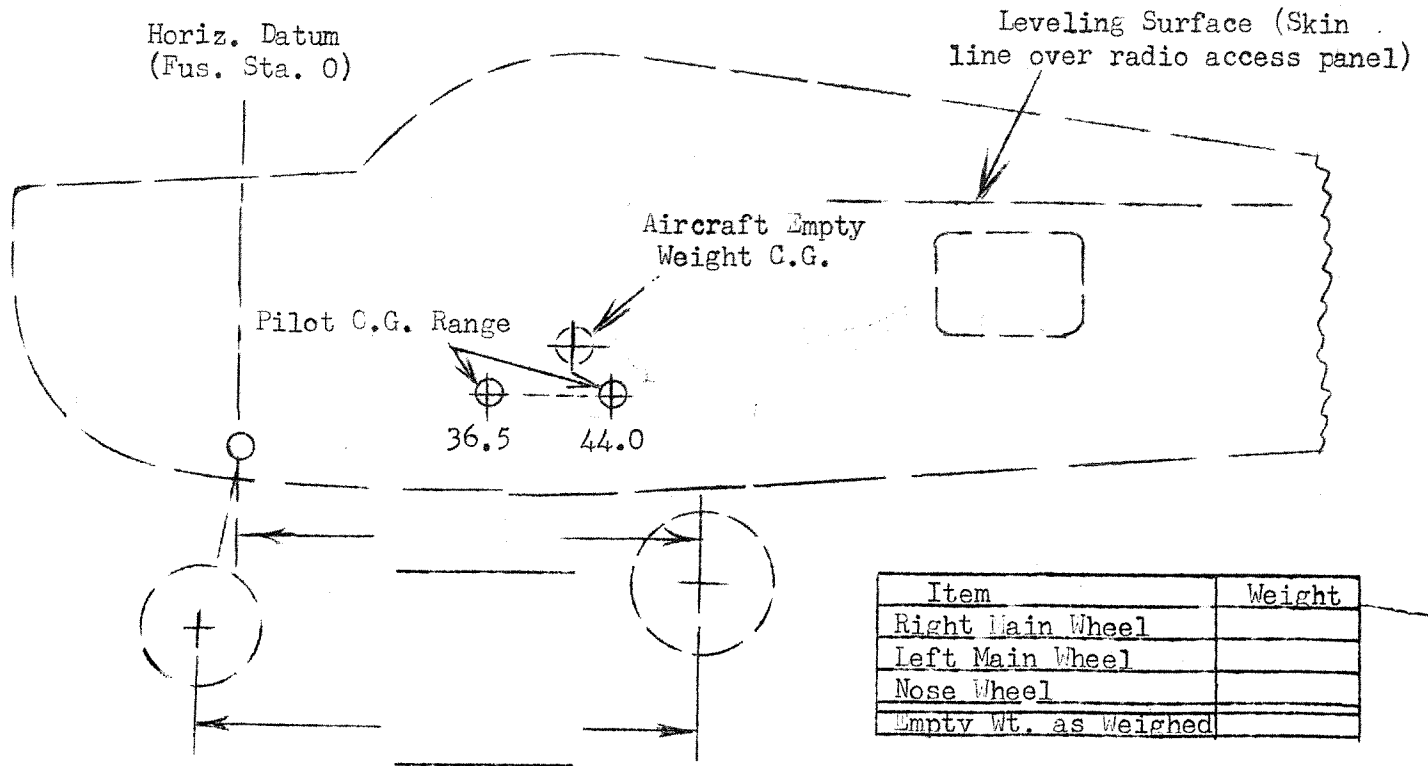 Horiz. Datum
(Fus. Sta. 0)
Leveling Surface (Skin
line over radio access panel)
Aircraft Empty
Weight C.G.
Pilot C.G. Range
36.5
44.0
Item Weight
Right Main Wheel
Left Main Wheel
Nose Wheel
Empty Wt. as Weighed